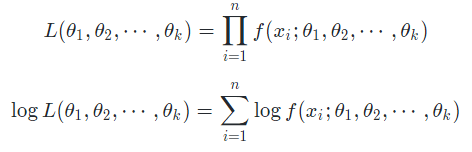 L(θ₁, θ₂, ⋯ , θₖ) = ∏ᵢ₌₁ⁿ f(xᵢ; θ₁, θ₂, ⋯ , θₖ)
log L(θ₁, θ₂, ⋯ , θₖ) = ∑ᵢ₌₁ⁿ log f(xᵢ; θ₁, θ₂, ⋯ , θₖ)